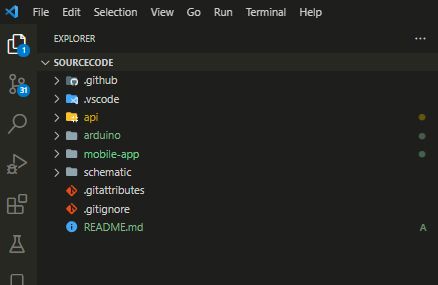 File Edit Selection View Go Run Terminal Help
EXPLORER
1
SOURCECODE
.github
31
.vscode
api
arduino
mobile-app
schematic
.gitattributes
.gitignore
README.md A